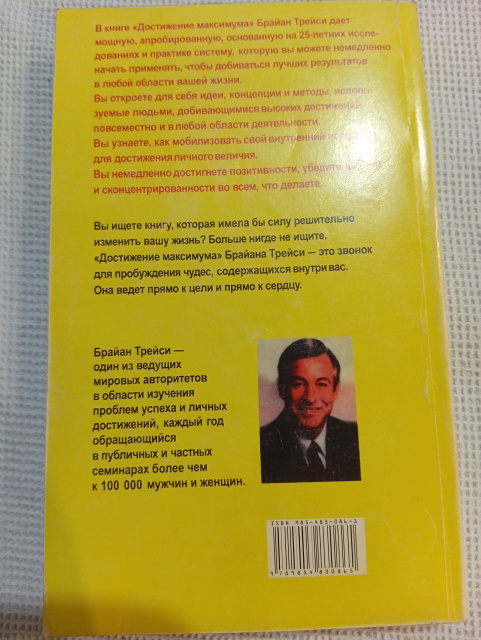 В книге «Достижение максимума» Брайан Трейси дает
мощную, апробированную, основанную на 25-летних иссле-
дованиях и практике систему, которую вы можете немедленно
начать применять, чтобы добиваться лучших результатов
в любой области вашей жизни.
Вы откроете для себя идеи, концепции и методы, исполь-
зуемые людьми, добивающимися высоких достижений
повсеместно и в любой области деятельности.
Вы узнаете, как мобилизовать свой внутренний
для достижения личного величия.
Вы немедленно достигнете позитивности,
и сконцентрированности во всем, что делаете.
Вы ищете книгу, которая имела бы силу решительно
изменить вашу жизнь? Больше нигде не ищите.
«Достижение максимума» Брайана Трейси — это звонок
для пробуждения чудес, содержащихся внутри вас.
Она ведет прямо к цели и прямо к сердцу.
Брайан Трейси —
один из ведущих
мировых авторитетов
в области изучения
проблем успеха и личных
достижений, каждый год
обращающийся
в публичных и частных
семинарах более чем
к 100 000 мужчин и женщин.
ISBN 985-483-086-3
9789854830865